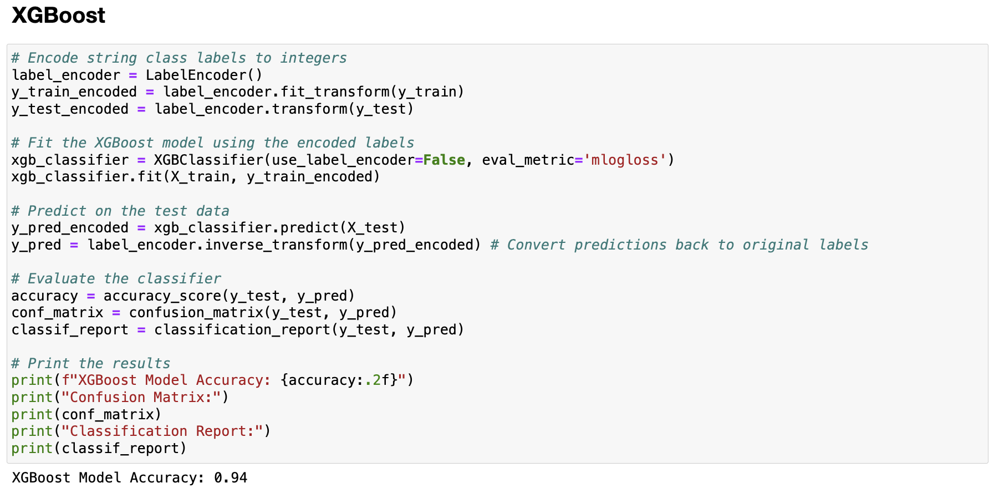 XGBoost
# Encode string class labels to integers
label_encoder = LabelEncoder()
y_train_encoded = label_encoder.fit_transform(y_train)
y_test_encoded = label_encoder.transform(y_test)
# Fit the XGBoost model using the encoded labels
xgb_classifier = XGBClassifier(use_label_encoder=False, eval_metric='mlogloss')
xgb_classifier.fit(X_train, y_train_encoded)
# Predict on the test data
y_pred_encoded = xgb_classifier.predict(X_test)
y_pred = label_encoder.inverse_transform(y_pred_encoded) # Convert predictions back to original labels
# Evaluate the classifier
accuracy = accuracy_score(y_test, y_pred)
conf_matrix = confusion_matrix(y_test, y_pred)
classif_report = classification_report(y_test, y_pred)
# Print the results
print(f"XGBoost Model Accuracy: {accuracy:.2f}")
print("Confusion Matrix:")
print(conf_matrix)
print("Classification Report:")
print(classif_report)
XGBoost Model Accuracy: 0.94